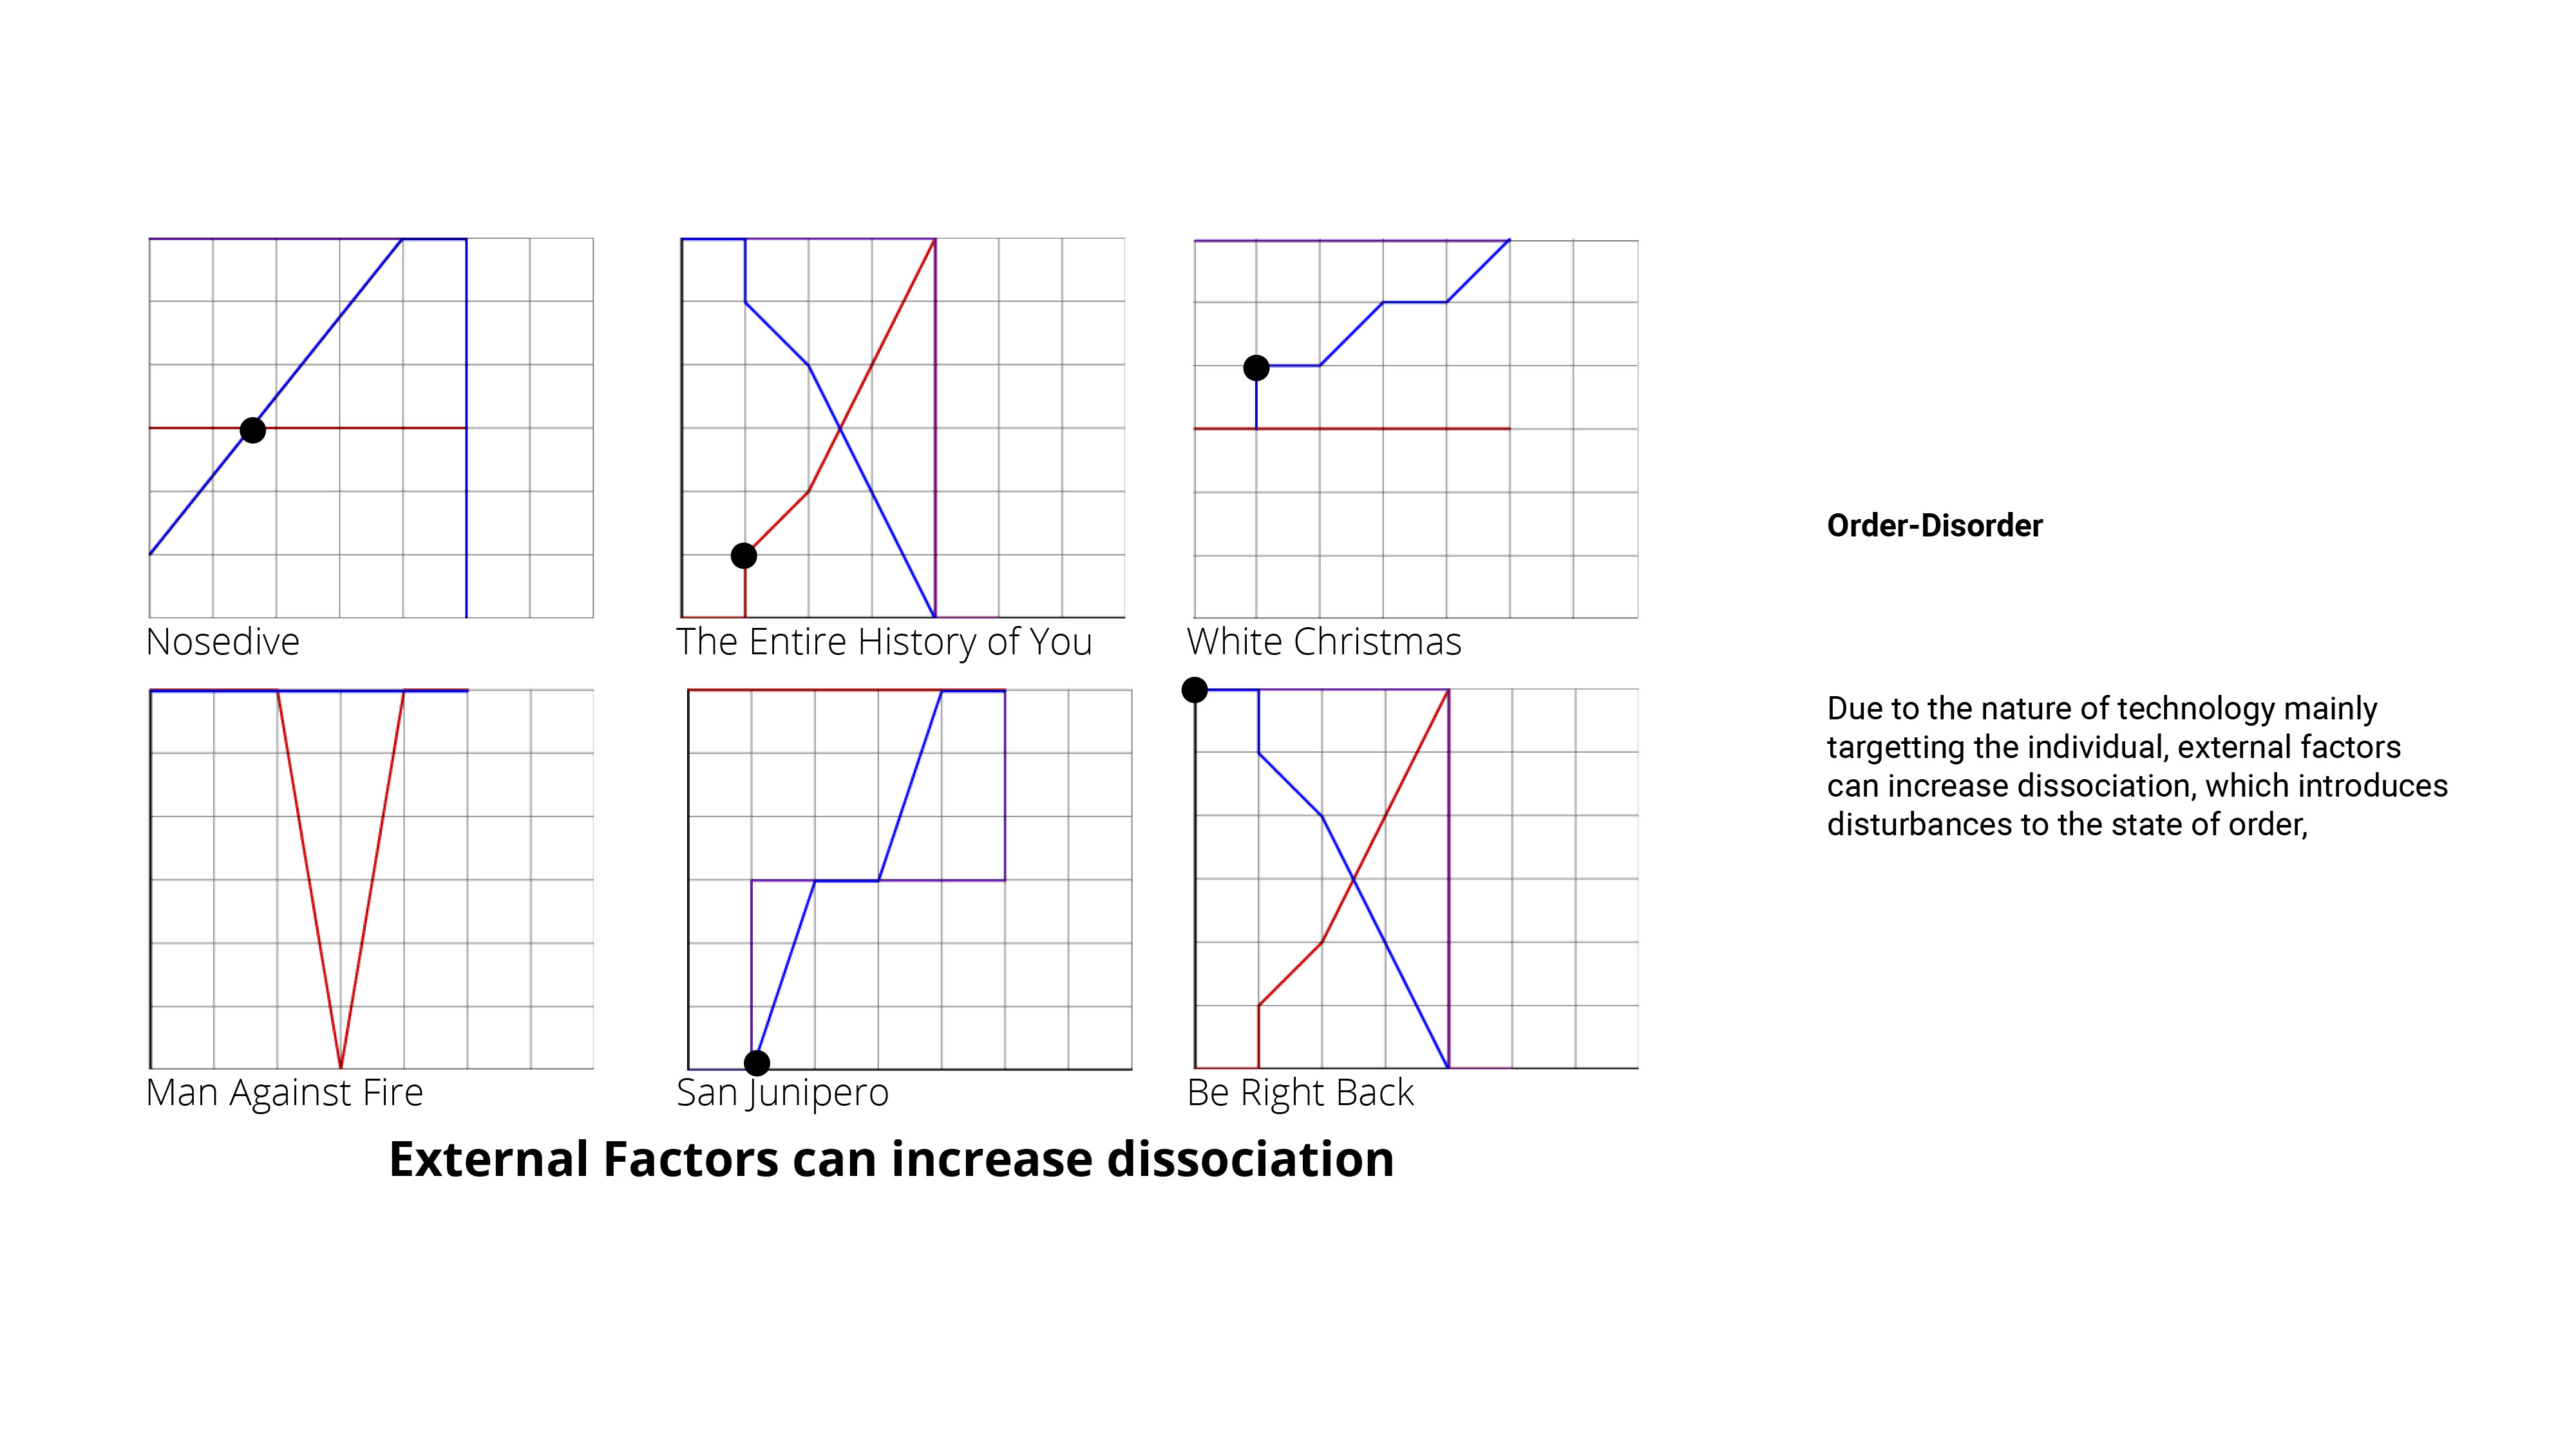 Nosedive
The Entire History of You
White Christmas
Man Against Fire
San Junipero
Be Right Back
External Factors can increase dissociation
Order-Disorder
Due to the nature of technology mainly
targetting the individual, external factors
can increase dissociation, which introduces
disturbances to the state of order,